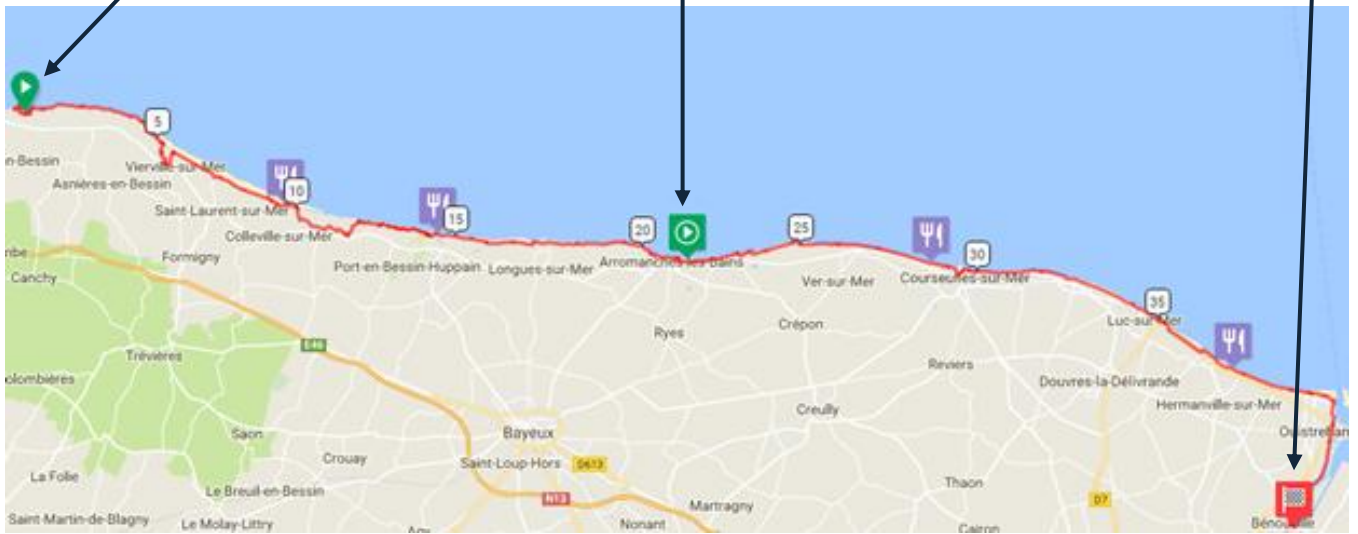 5
n-Bessin
Vierville-sur-Mer
Asnières-en-Bessin
10
Saint-Laurent-sur-Mer
15
Colleville-sur-Mer
20
25
Formigny
Port-en-Bessin-Huppain
Longues-sur-Mer
Arromanches-les-Bains
30
Canchy
Ver-sur-Mer
Courseulles-sur-Mer
35
Luc-sur-Mer
Ryes
Crépon
E46
Trévières
Reviers
olombières
Douvres-la-Délivrande
Creully
Hermanville-sur-Mer
Saon
Bayeux
Ouistreham
Crouay
Saint-Loup-Hors
D613
La Folie
Le Breuil-en-Bessin
N13
Martragny
Thaon
D7
Saint-Martin-de-Blagny
Le Molay-Littry
Nonant
Cairon
Bénouville